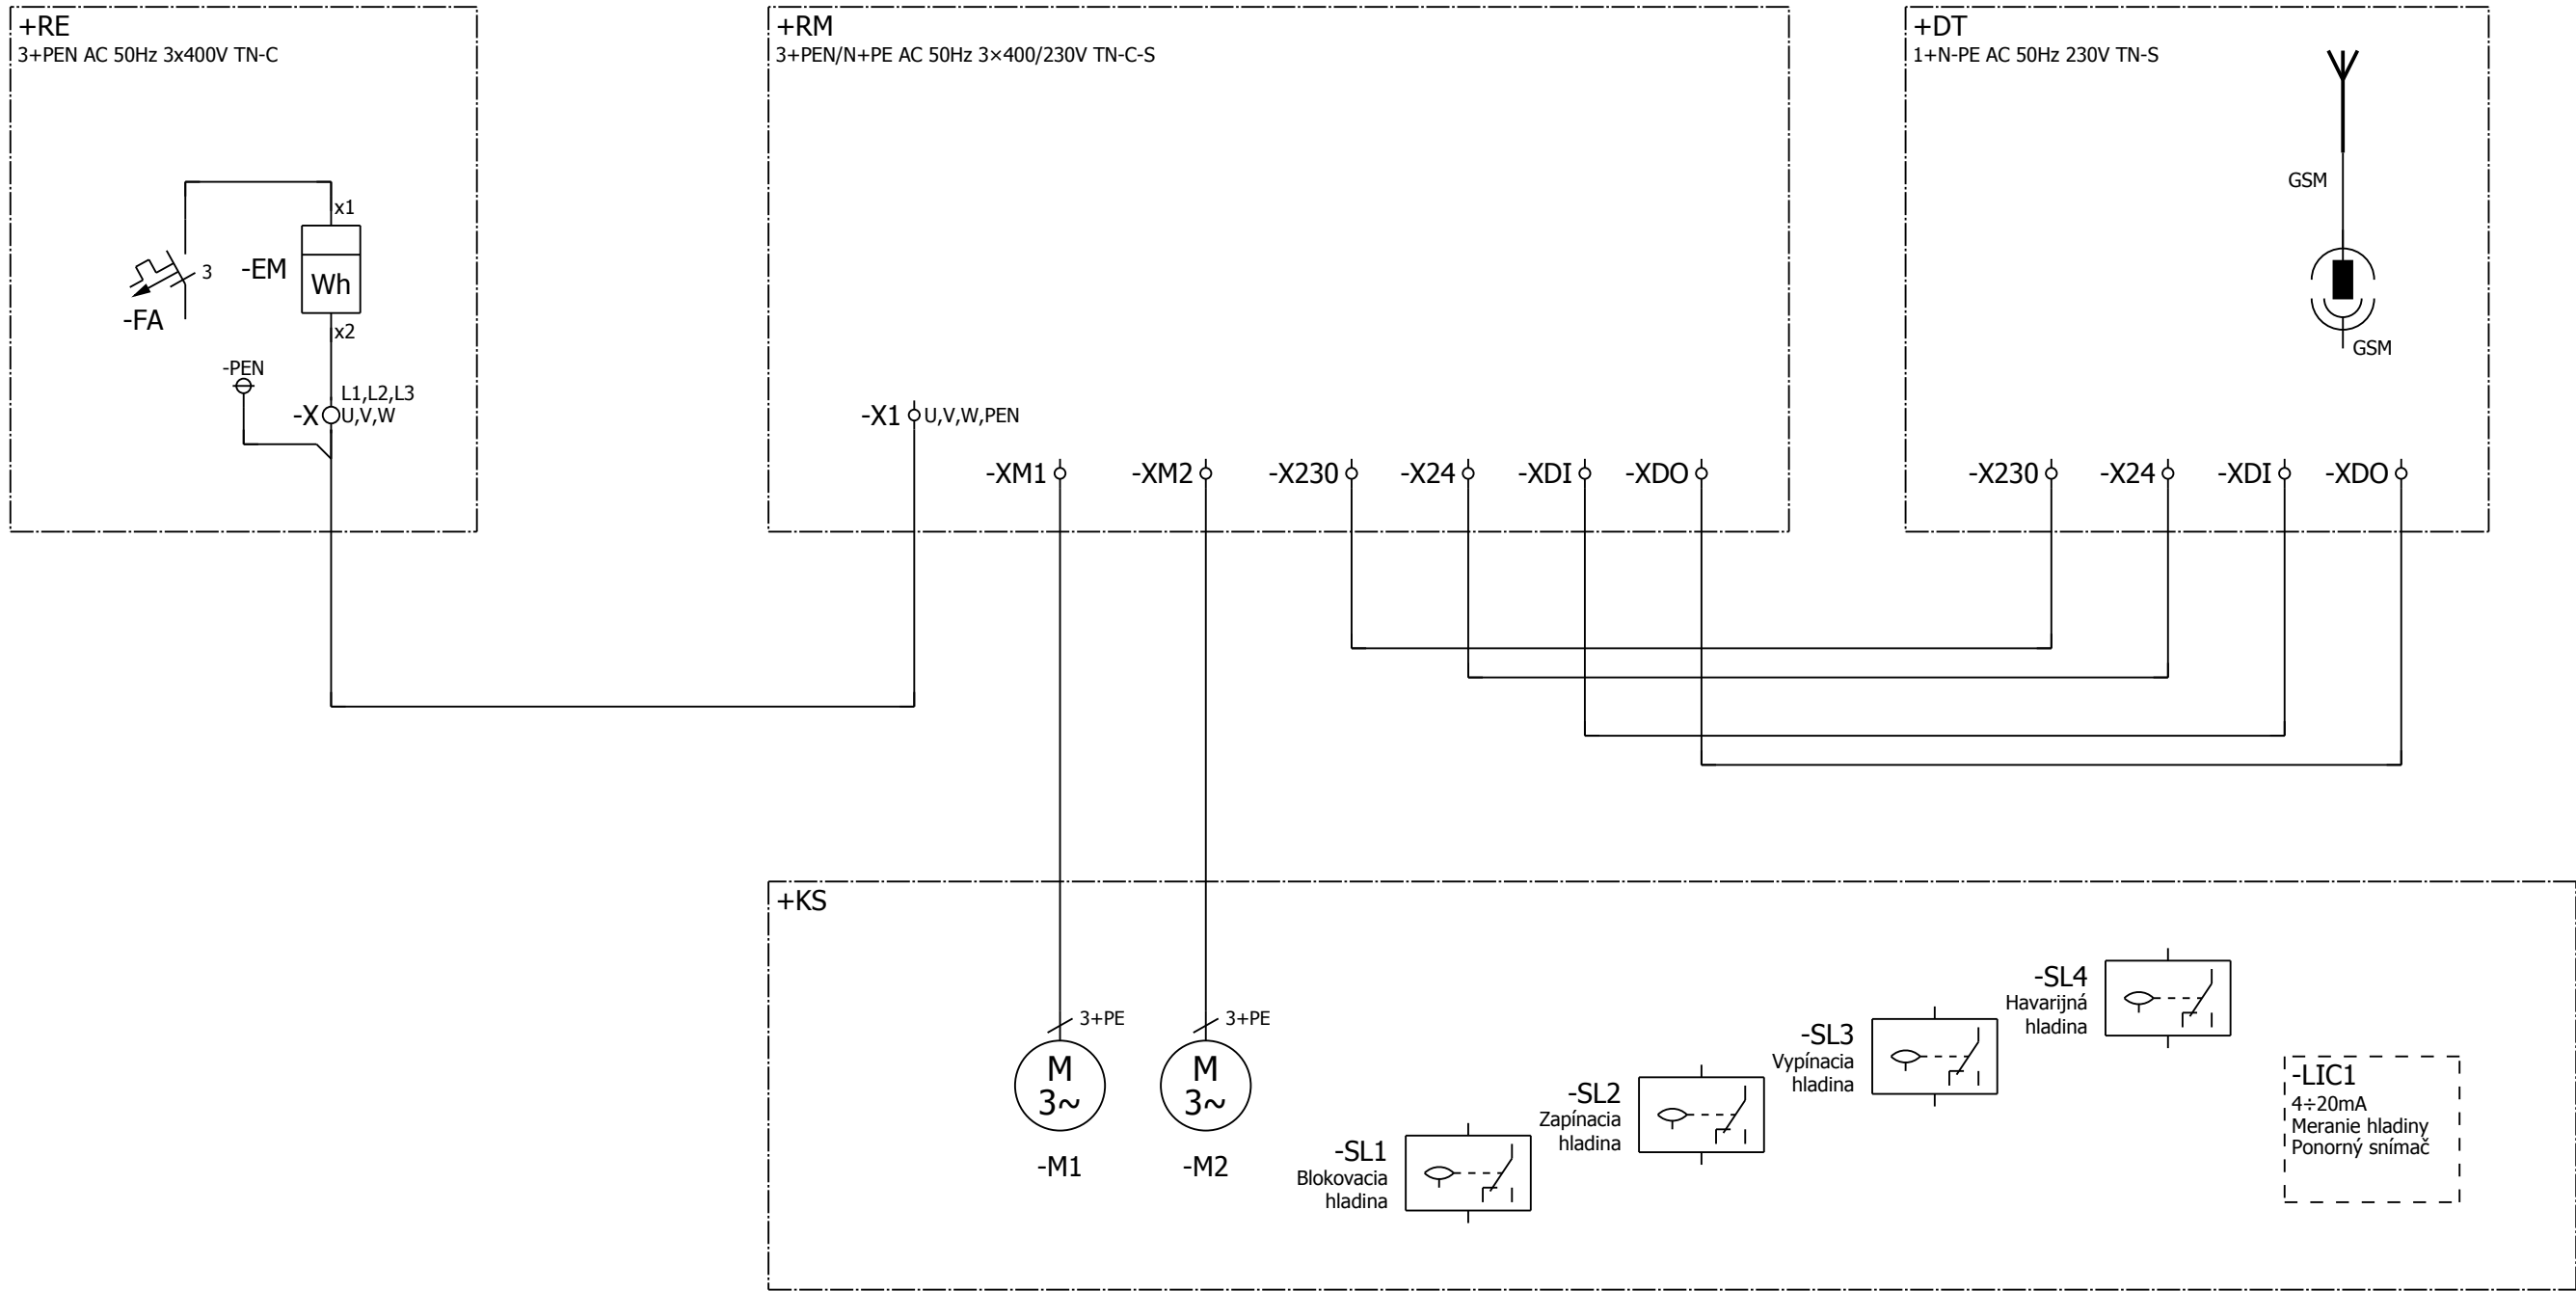 +RE
3+PEN AC 50Hz 3x400V TN-C
x1
-EM
Wh
3
-FA
x2
-PEN
L1,L2,L3
-X
U,V,W
+RM
3+PEN/N+PE AC 50Hz 3×400/230V TN-C-S
-X1
U,V,W,PEN
-XM1
-XM2
-X230
-X24
-XDI
-XDO
+DT
1+N-PE AC 50Hz 230V TN-S
GSM
GSM
-X230
-X24
-XDI
-XDO
+KS
3+PE
M
3~
-M1
3+PE
M
3~
-M2
-SL1
Blokovacia
hladina
-SL2
Zapínacia
hladina
-SL3
Vypínacia
hladina
-SL4
Havarijná
hladina
-LIC1
4÷20mA
Meranie hladiny
Ponorný snímač